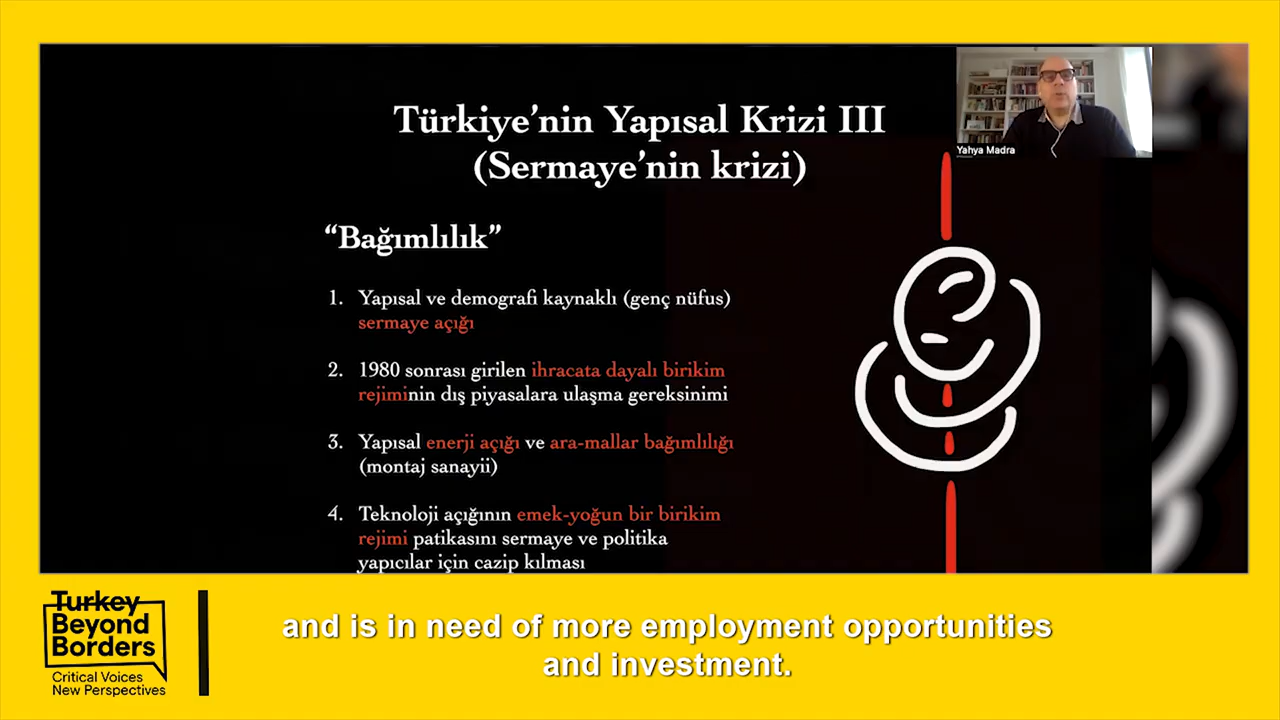 Türkiye’nin Yapısal Krizi III
(Sermaye’nin krizi)
Yahya Madra
“Bağımlılık”
1. Yapısal ve demografi kaynaklı (genç nüfus)
sermaye açığı
2. 1980 sonrası girilen ihracata dayalı birikim
rejiminin dış piyasalara ulaşma gereksinimi
3. Yapısal enerji açığı ve ara-mallar bağımlılığı
(montaj sanayii)
4. Teknoloji açığının emek-yoğun bir birikim
rejimi patikasını sermaye ve politika
yapıcılar için cazip kılması
Turkey
Beyond
Borders
Critical Voices
New Perspectives
and is in need of more employment opportunities
and investment.